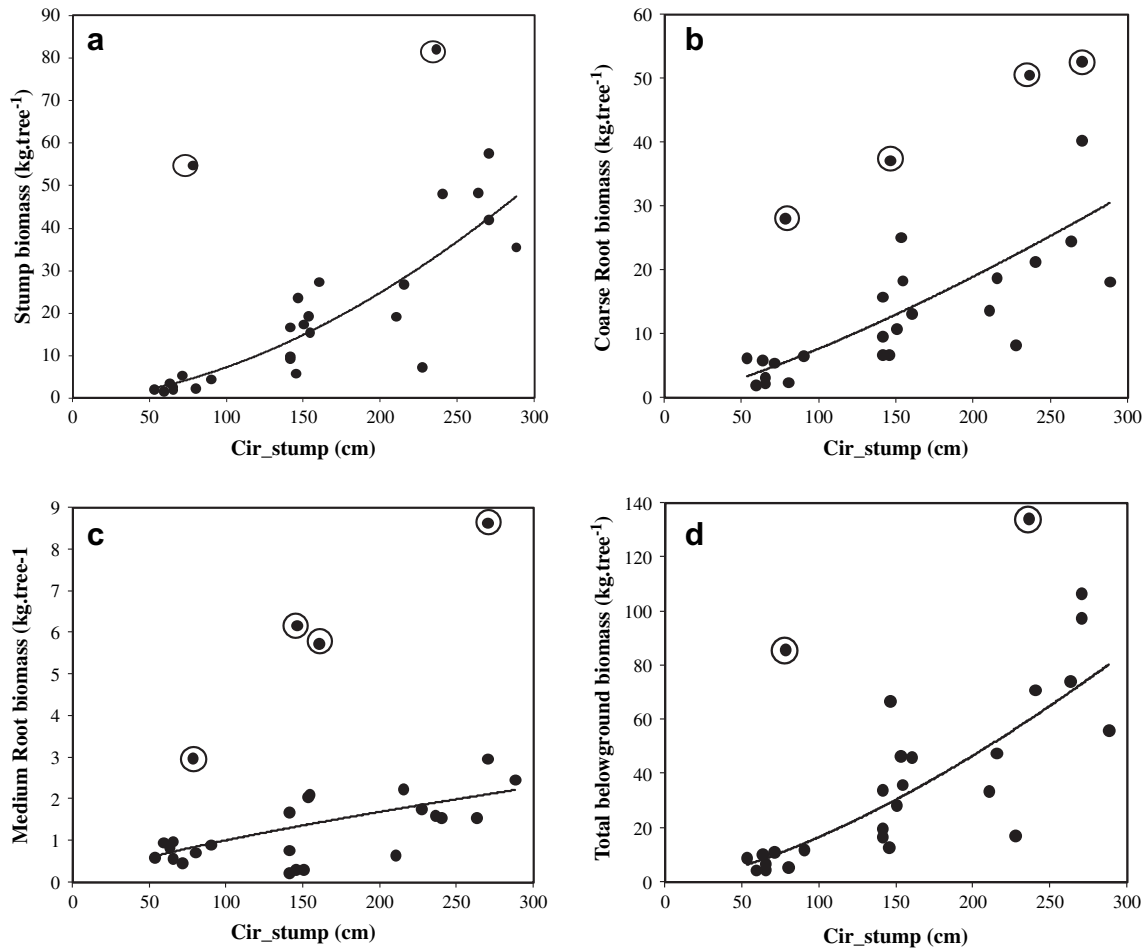 a
Stump biomass (kg.tree-1)
90
80
70
60
50
40
30
20
10
0
0 50 100 150 200 250 300
Cir_stump (cm)
b
Coarse Root biomass (kg.tree-1)
60
50
40
30
20
10
0
0 50 100 150 200 250 300
Cir_stump (cm)
c
Medium Root biomass (kg.tree-1
9
8
7
6
5
4
3
2
1
0
0 50 100 150 200 250 300
Cir_stump (cm)
d
Total belowground biomass (kg.tree-1)
140
120
100
80
60
40
20
0
0 50 100 150 200 250 300
Cir_stump (cm)